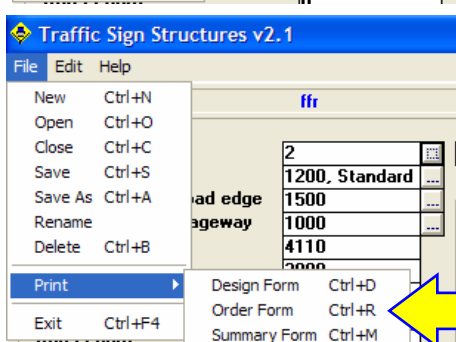 Traffic Sign Structures v2.1
File Edit Help
New Ctrl+N
ffr
Open Ctrl+O
Close Ctrl+C
2
Save Ctrl+S
1200, Standard ...
Save As Ctrl+A
ad edge 1500 ...
Rename
ageway 1000 ...
Delete Ctrl+B
4110
Print
Design Form Ctrl+D
Order Form Ctrl+R
Exit Ctrl+F4
Summary Form Ctrl+M